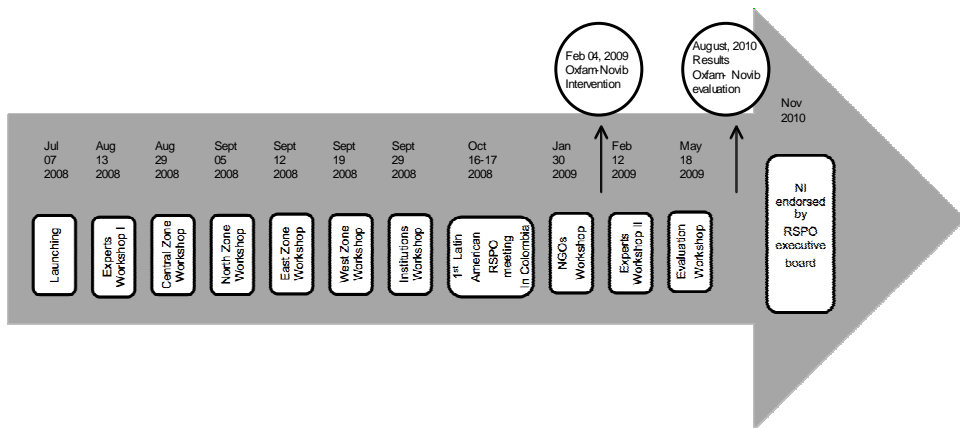 Feb 04, 2009
Oxfam-Novib
Intervention
August, 2010
Results
Oxfam- Novib
evaluation
Nov
2010
Jul
07
2008
Aug
13
2008
Aug
29
2008
Sept
05
2008
Sept
12
2008
Sept
19
2008
Sept
29
2008
Oct
16-17
2008
Jan
30
2009
Feb
12
2009
May
18
2009
Launching
Experts
Workshop I
Central Zone
Workshop
North Zone
Workshop
East Zone
Workshop
West Zone
Workshop
Institutions
Workshop
1st Latin
American
RSPO
meeting
In Colombia
NGOs
Workshop
Experts
Workshop II
Evaluation
Workshop
NI
endorsed
by
RSPO
executive
board